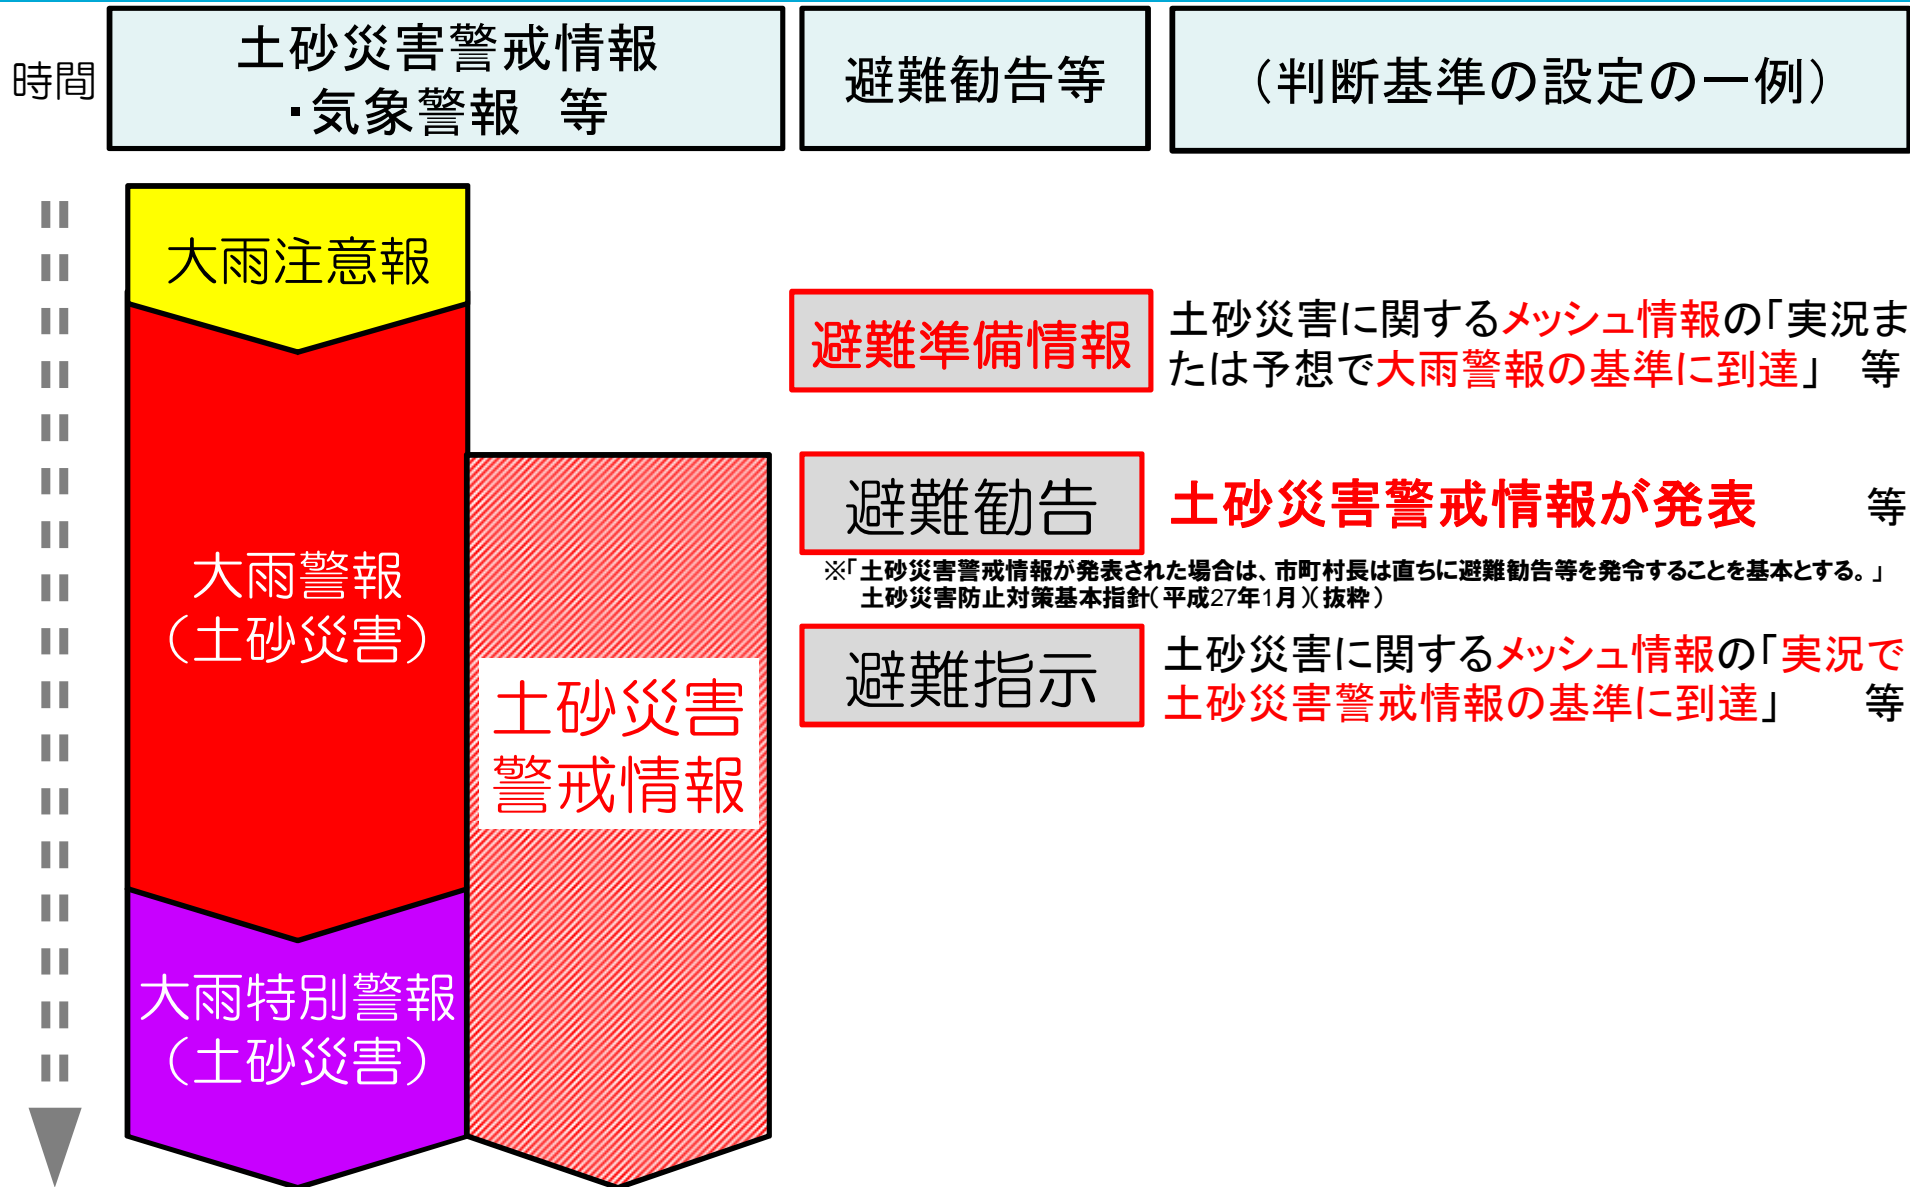 時間
土砂災害警戒情報
・気象警報　等
避難勧告等
（判断基準の設定の一例）
大雨注意報
避難準備情報
土砂災害に関するメッシュ情報の「実況ま
たは予想で大雨警報の基準に到達」　等
避難勧告
土砂災害警戒情報が発表　　等
※「土砂災害警戒情報が発表された場合は、市町村長は直ちに避難勧告等を発令することを基本とする。」
土砂災害防止対策基本指針（平成27年1月）（抜粋）
大雨警報
（土砂災害）
避難指示
土砂災害に関するメッシュ情報の「実況で
土砂災害警戒情報の基準に到達」　　等
土砂災害
警戒情報
大雨特別警報
（土砂災害）